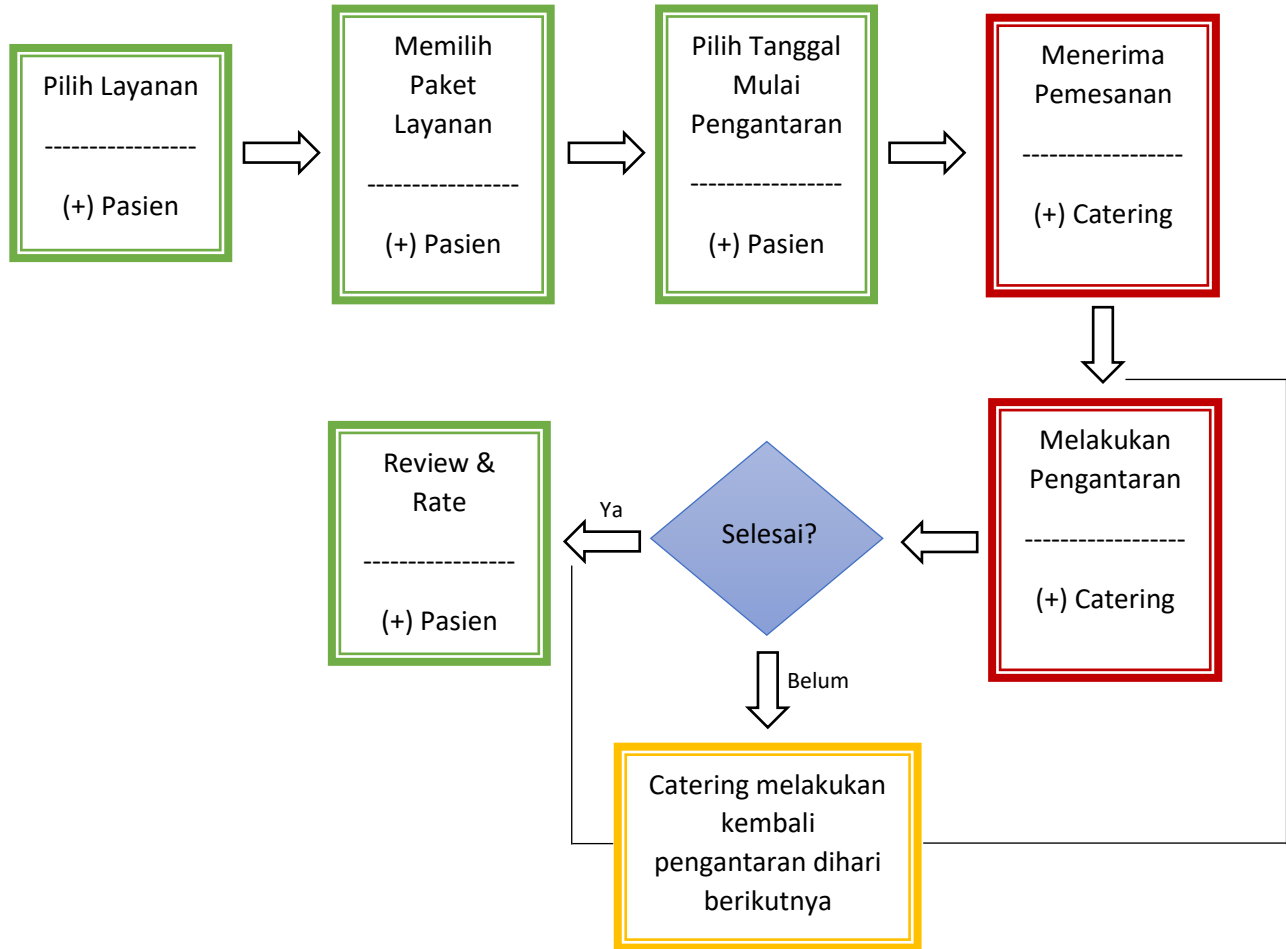 Pilih Layanan
-----------------
(+) Pasien
Memilih
Paket
Layanan
-----------------
(+) Pasien
Pilih Tanggal
Mulai
Pengantaran
-----------------
(+) Pasien
Menerima
Pemesanan
------------------
(+) Catering
Melakukan
Pengantaran
------------------
(+) Catering
Selesai?
Ya
Review &
Rate
-----------------
(+) Pasien
Belum
Catering melakukan
kembali
pengantaran dihari
berikutnya